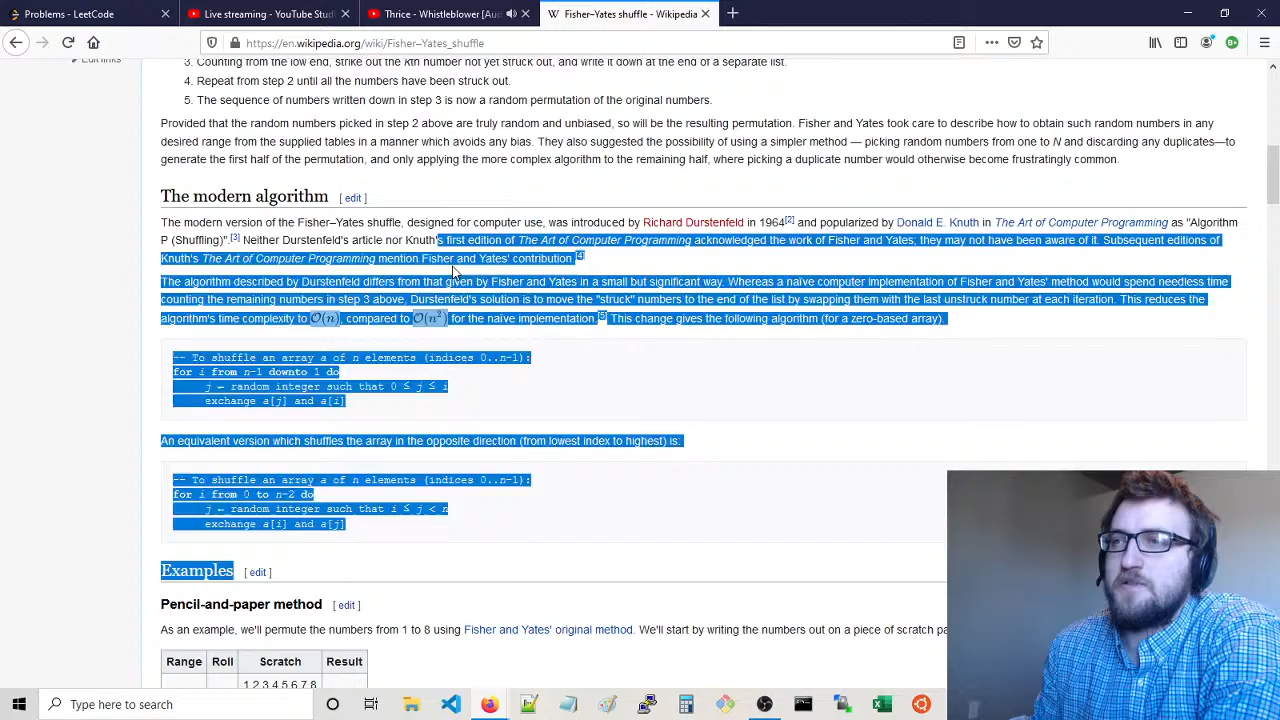 Problems - LeetCode
Live streaming - YouTube Stud
Thrice - Whistleblower [Aud
Fisher–Yates shuffle - Wikipedia
https://en.wikipedia.org/wiki/Fisher–Yates_shuffle
Edit links
3. Counting from the low end, strike out the kth number not yet struck out, and write it down at the end of a separate list.
4. Repeat from step 2 until all the numbers have been struck out.
5. The sequence of numbers written down in step 3 is now a random permutation of the original numbers.
Provided that the random numbers picked in step 2 above are truly random and unbiased, so will be the resulting permutation. Fisher and Yates took care to describe how to obtain such random numbers in any
desired range from the supplied tables in a manner which avoids any bias. They also suggested the possibility of using a simpler method — picking random numbers from one to N and discarding any duplicates—to
generate the first half of the permutation, and only applying the more complex algorithm to the remaining half, where picking a duplicate number would otherwise become frustratingly common.
The modern algorithm [ edit ]
The modern version of the Fisher–Yates shuffle, designed for computer use, was introduced by Richard Durstenfeld in 1964[2] and popularized by Donald E. Knuth in The Art of Computer Programming as "Algorithm
P (Shuffling)".[3] Neither Durstenfeld's article nor Knuth's first edition of The Art of Computer Programming acknowledged the work of Fisher and Yates; they may not have been aware of it. Subsequent editions of
Knuth's The Art of Computer Programming mention Fisher and Yates' contribution.[4]
The algorithm described by Durstenfeld differs from that given by Fisher and Yates in a small but significant way. Whereas a naïve computer implementation of Fisher and Yates' method would spend needless time
counting the remaining numbers in step 3 above, Durstenfeld's solution is to move the "struck" numbers to the end of the list by swapping them with the last unstruck number at each iteration. This reduces the
algorithm's time complexity to O(n), compared to O(n²) for the naïve implementation.[5] This change gives the following algorithm (for a zero-based array).
-- To shuffle an array a of n elements (indices 0..n-1):
for i from n−1 downto 1 do
j ← random integer such that 0 ≤ j ≤ i
exchange a[j] and a[i]
An equivalent version which shuffles the array in the opposite direction (from lowest index to highest) is:
-- To shuffle an array a of n elements (indices 0..n-1):
for i from 0 to n−2 do
j ← random integer such that i ≤ j < n
exchange a[i] and a[j]
Examples [ edit ]
Pencil-and-paper method [ edit ]
As an example, we'll permute the numbers from 1 to 8 using Fisher and Yates' original method. We'll start by writing the numbers out on a piece of scratch pa
Range Roll Scratch Result
1 2 3 4 5 6 7 8
Type here to search